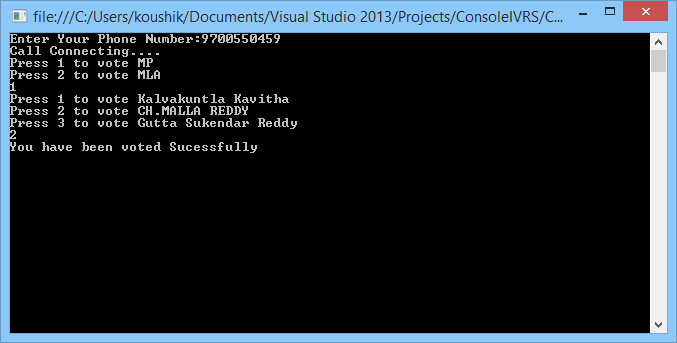 file:///C:/Users/koushik/Documents/Visual Studio 2013/Projects/ConsoleIVRS/C...
Enter Your Phone Number:9700550459
Call Connecting....
Press 1 to vote MP
Press 2 to vote MLA
1
Press 1 to vote Kalvakuntla Kavitha
Press 2 to vote CH.MALLA REDDY
Press 3 to vote Gutta Sukendar Reddy
2
You have been voted Sucessfully